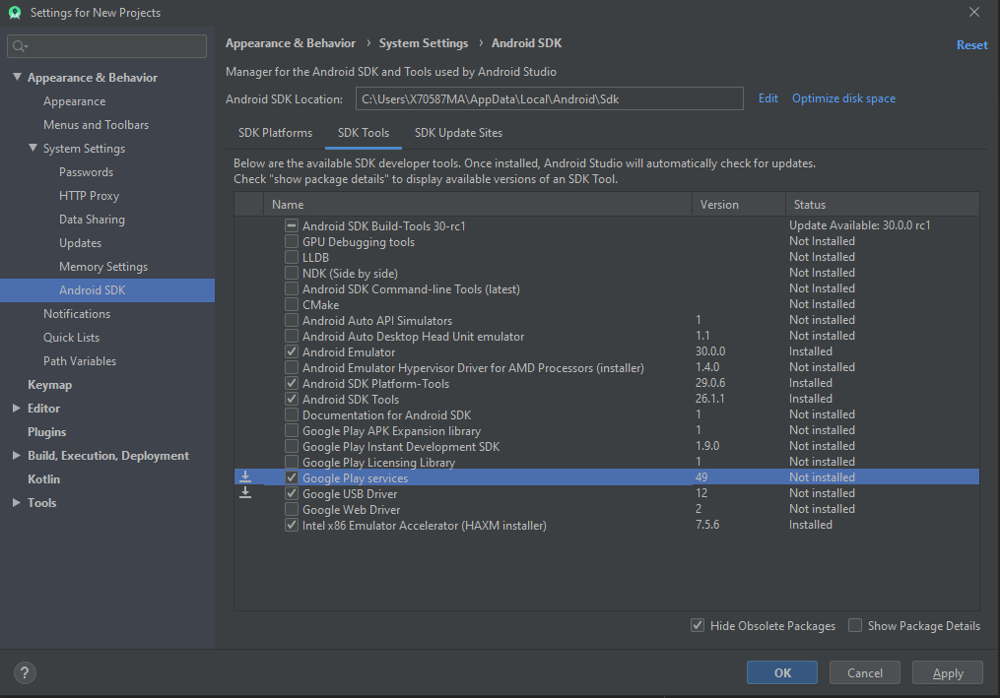 Settings for New Projects
Appearance & Behavior
Appearance
Menus and Toolbars
System Settings
Passwords
HTTP Proxy
Data Sharing
Updates
Memory Settings
Android SDK
Notifications
Quick Lists
Path Variables
Keymap
Editor
Plugins
Build, Execution, Deployment
Kotlin
Tools
Appearance & Behavior › System Settings › Android SDK
Reset
Manager for the Android SDK and Tools used by Android Studio
Android SDK Location: C:\Users\X70587MA\AppData\Local\Android\Sdk Edit Optimize disk space
SDK Platforms SDK Tools SDK Update Sites
Below are the available SDK developer tools. Once installed, Android Studio will automatically check for updates.
Check "show package details" to display available versions of an SDK Tool.
Name Version Status
Android SDK Build-Tools 30-rc1 Update Available: 30.0.0 rc1
GPU Debugging tools Not Installed
LLDB Not Installed
NDK (Side by side) Not Installed
Android SDK Command-line Tools (latest) Not Installed
CMake Not Installed
Android Auto API Simulators 1 Not installed
Android Auto Desktop Head Unit emulator 1.1 Not installed
Android Emulator 30.0.0 Installed
Android Emulator Hypervisor Driver for AMD Processors (installer) 1.4.0 Not installed
Android SDK Platform-Tools 29.0.6 Installed
Android SDK Tools 26.1.1 Installed
Documentation for Android SDK 1 Not installed
Google Play APK Expansion library 1 Not installed
Google Play Instant Development SDK 1.9.0 Not installed
Google Play Licensing Library 1 Not installed
Google Play services 49 Not installed
Google USB Driver 12 Not installed
Google Web Driver 2 Not installed
Intel x86 Emulator Accelerator (HAXM installer) 7.5.6 Installed
Hide Obsolete Packages Show Package Details
? OK Cancel Apply